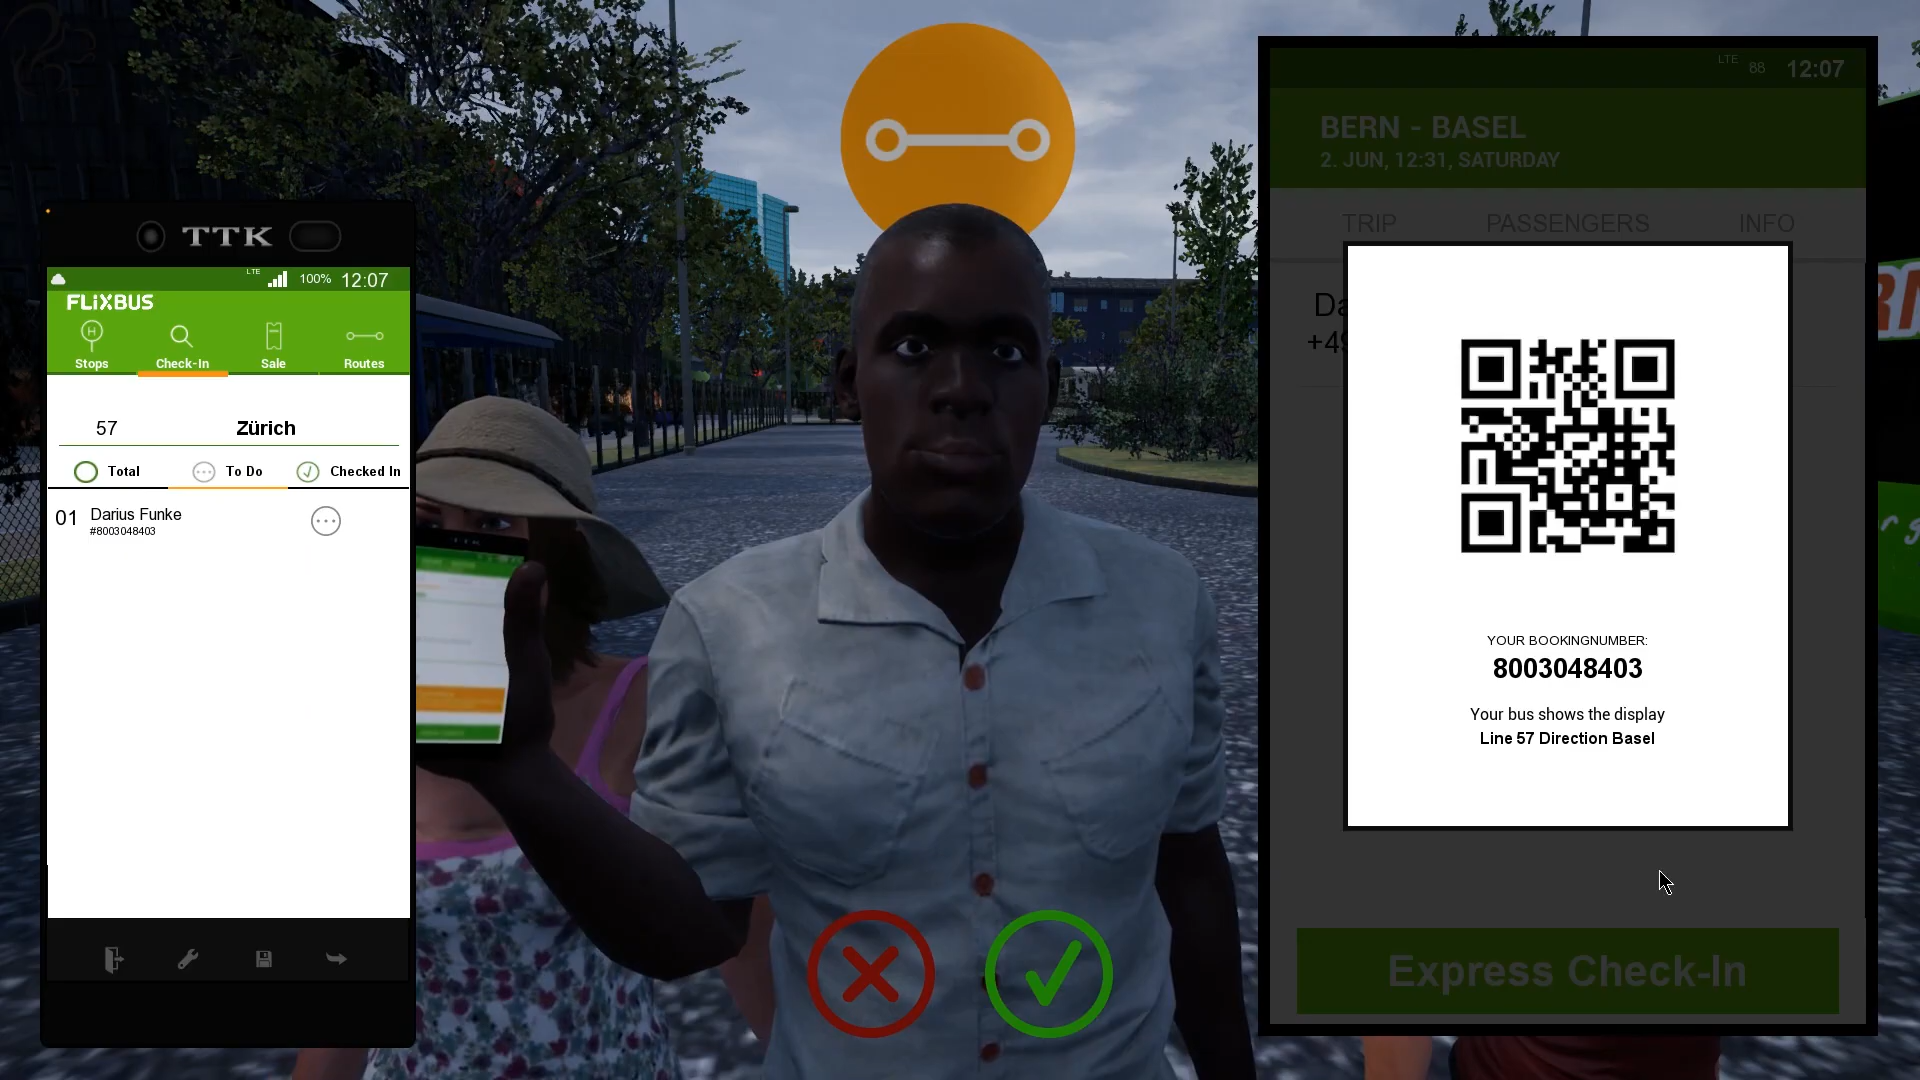 TTK
LTE 100% 12:07
FLiXBUS
H
Stops Check-In Sale Routes
57 Zürich
Total To Do Checked In
01 Darius Funke
#8003048403
LTE 88 12:07
BERN - BASEL
2. JUN, 12:31, SATURDAY
TRIP PASSENGERS INFO
Da
+49
YOUR BOOKINGNUMBER:
8003048403
Your bus shows the display
Line 57 Direction Basel
Express Check-In